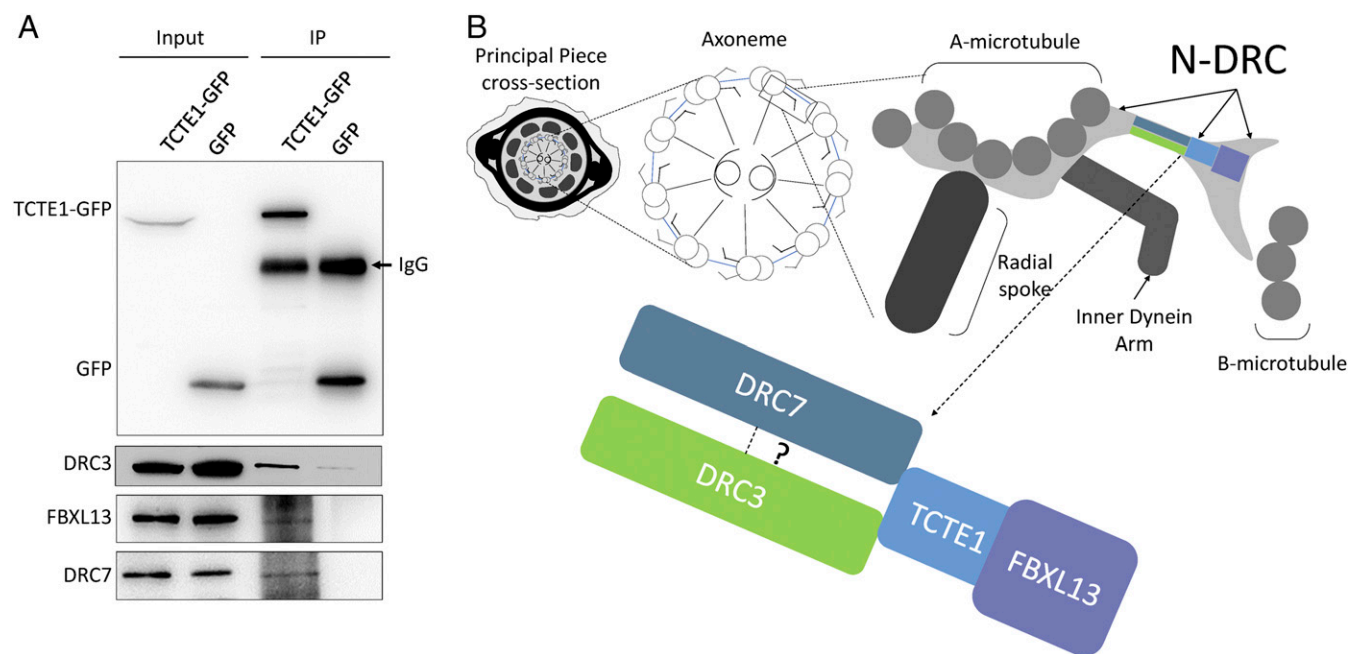 A
Input
IP
TCTE1-GFP
GFP
TCTE1-GFP
GFP
TCTE1-GFP
IgG
GFP
DRC3
FBXL13
DRC7
B
Principal Piece
cross-section
Axoneme
A-microtubule
N-DRC
Radial
spoke
Inner Dynein
Arm
B-microtubule
DRC7
?
DRC3
TCTE1
FBXL13